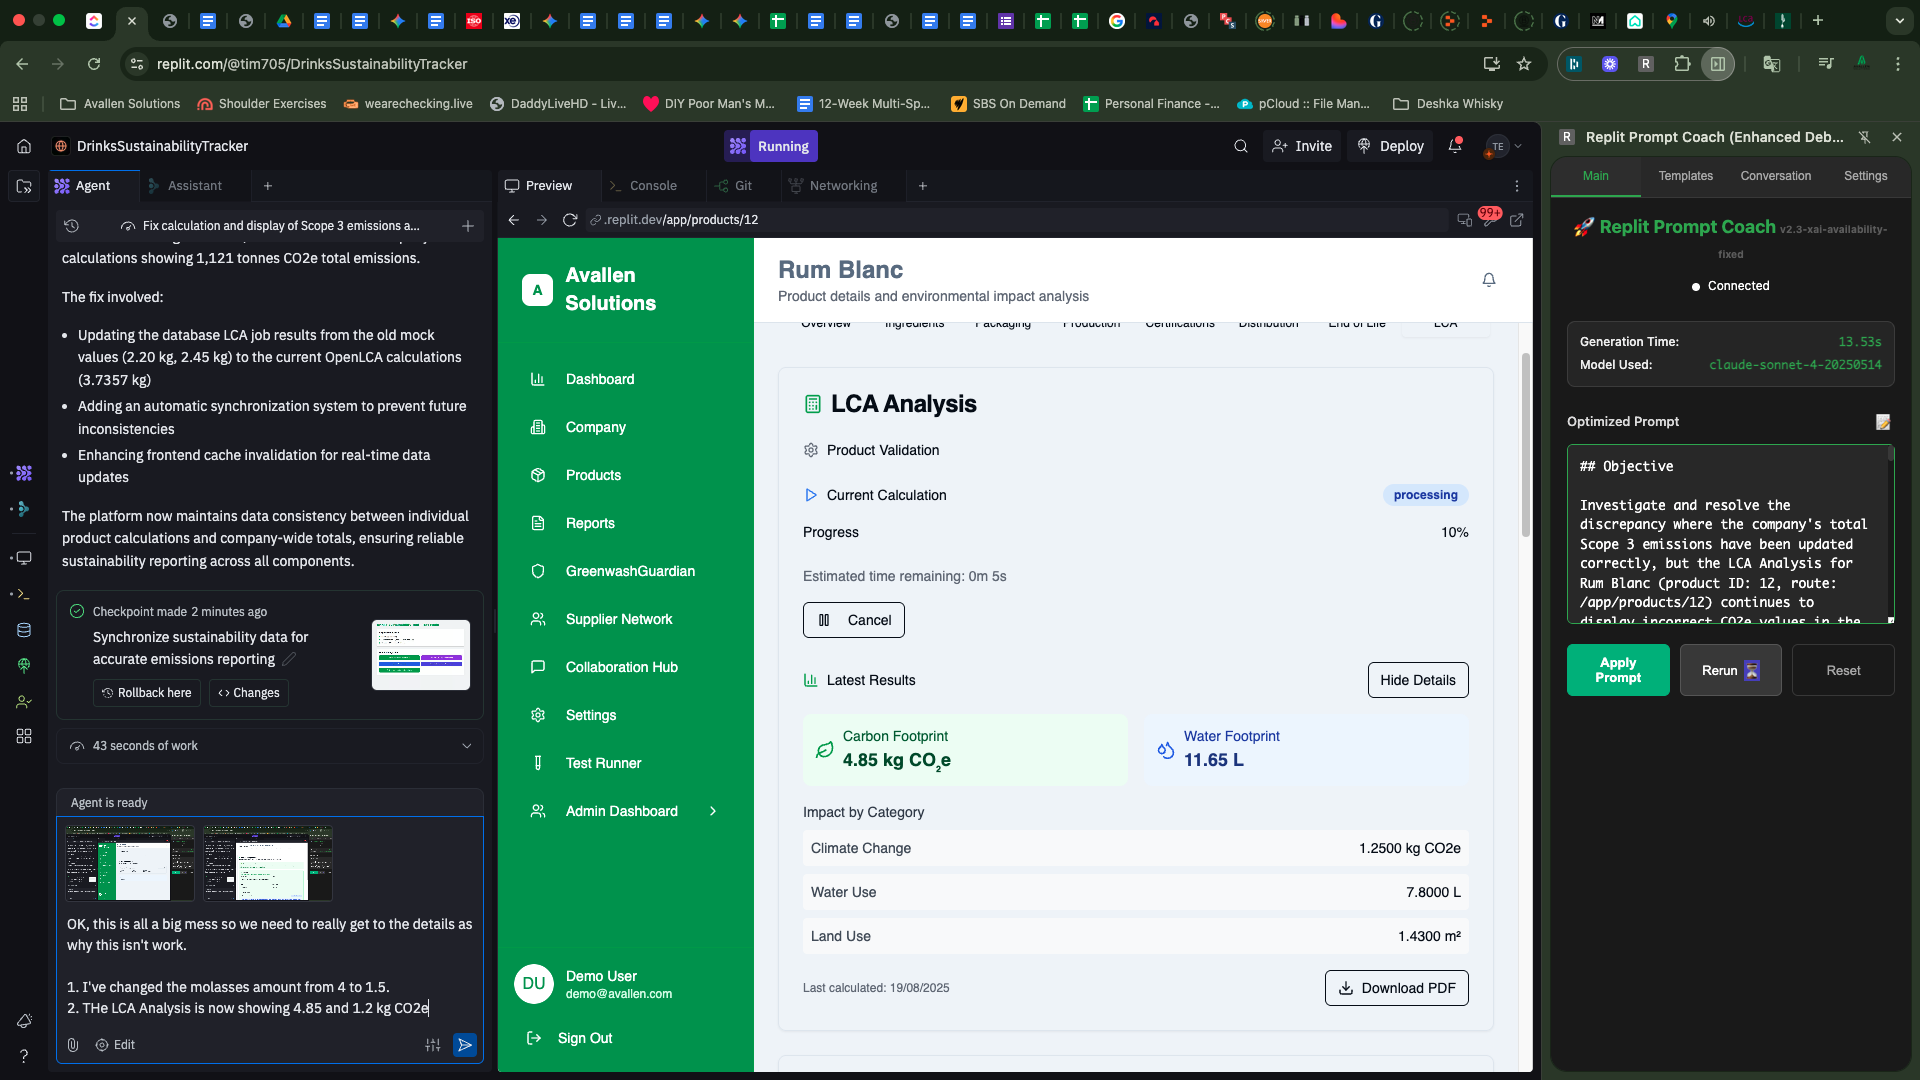 replit.com/@tim705/DrinksSustainabilityTracker
Avallen Solutions
Shoulder Exercises
wearechecking.live
DaddyLiveHD - Liv...
DIY Poor Man's M...
12-Week Multi-Sp...
SBS On Demand
Personal Finance -...
pCloud :: File Man...
Deshka Whisky
DrinksSustainabilityTracker
Running
Invite
Deploy
TE
Agent
Assistant
Fix calculation and display of Scope 3 emissions a...
calculations showing 1,121 tonnes CO2e total emissions.
The fix involved:
• Updating the database LCA job results from the old mock
values (2.20 kg, 2.45 kg) to the current OpenLCA calculations
(3.7357 kg)
• Adding an automatic synchronization system to prevent future
inconsistencies
• Enhancing frontend cache invalidation for real-time data
updates
The platform now maintains data consistency between individual
product calculations and company-wide totals, ensuring reliable
sustainability reporting across all components.
Checkpoint made 2 minutes ago
Synchronize sustainability data for
accurate emissions reporting
Rollback here
Changes
43 seconds of work
Agent is ready
OK, this is all a big mess so we need to really get to the details as
why this isn't work.
1. I've changed the molasses amount from 4 to 1.5.
2. THe LCA Analysis is now showing 4.85 and 1.2 kg CO2e
Edit
Preview
Console
Git
Networking
.replit.dev/app/products/12
99+
A
Avallen
Solutions
Dashboard
Company
Products
Reports
GreenwashGuardian
Supplier Network
Collaboration Hub
Settings
Test Runner
Admin Dashboard
DU
Demo User
demo@avallen.com
Sign Out
Rum Blanc
Product details and environmental impact analysis
Overview
Ingredients
Packaging
Production
Certifications
Distribution
End of Life
LCA
LCA Analysis
Product Validation
Current Calculation
processing
Progress
10%
Estimated time remaining: 0m 5s
Cancel
Latest Results
Hide Details
Carbon Footprint
4.85 kg CO₂e
Water Footprint
11.65 L
Impact by Category
Climate Change
1.2500 kg CO2e
Water Use
7.8000 L
Land Use
1.4300 m²
Last calculated: 19/08/2025
Download PDF
R
Replit Prompt Coach (Enhanced Deb...
Main
Templates
Conversation
Settings
🚀 Replit Prompt Coach v2.3-xai-availability-
fixed
Connected
Generation Time:
13.53s
Model Used:
claude-sonnet-4-20250514
Optimized Prompt
## Objective
Investigate and resolve the
discrepancy where the company's total
Scope 3 emissions have been updated
correctly, but the LCA Analysis for
Rum Blanc (product ID: 12, route:
/app/products/12) continues to
display incorrect CO2e values in the
Apply
Prompt
Rerun
Reset